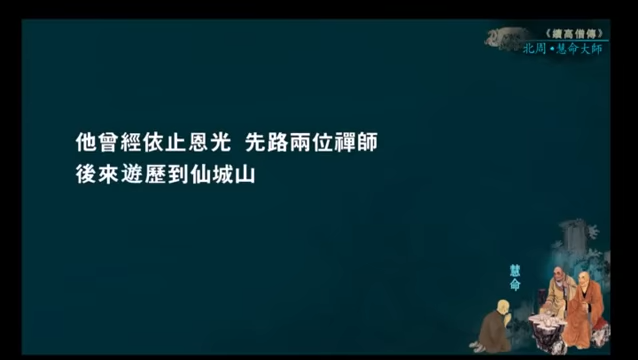 《續高僧傳》
北周•慧命大師
他曾經依止恩光 先路兩位禪師
後來遊歷到仙城山
慧命